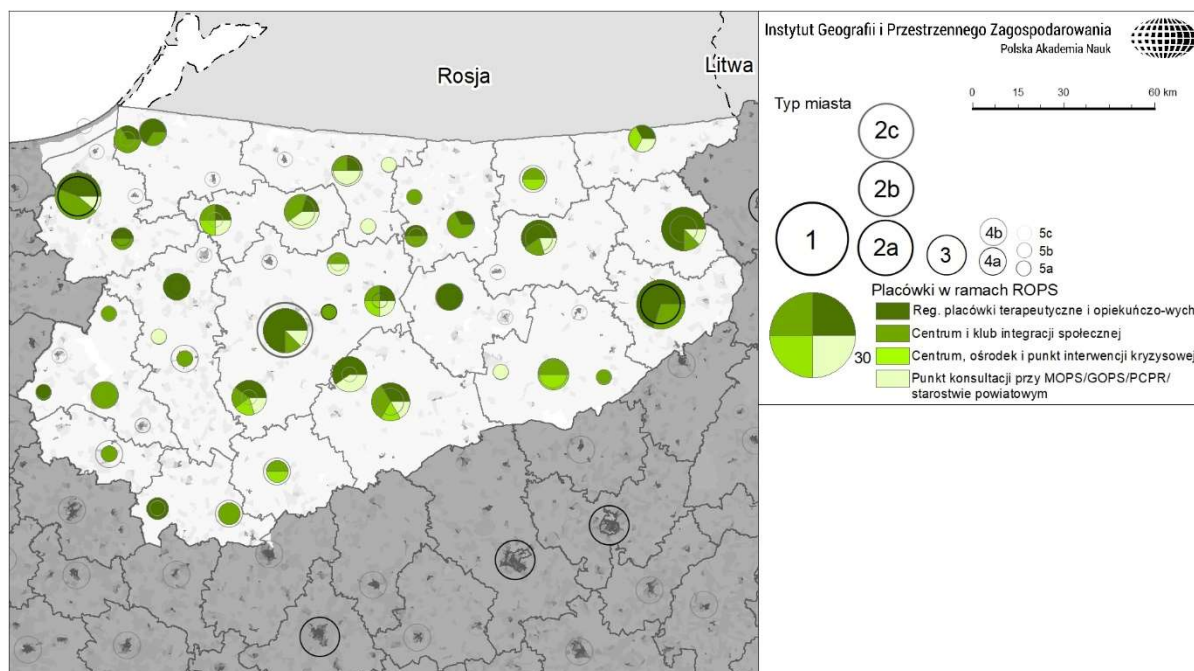 Rosja
Litwa
Instytut Geografii i Przestrzennego Zagospodarowania
Polska Akademia Nauk
0 15 30 60 km
Typ miasta
2c
2b
1
2a
3
4b
4a
5c
5b
5a
Placówki w ramach ROPS
30
Reg. placówki terapeutyczne i opiekuńczo-wych.
Centrum i klub integracji społecznej
Centrum, ośrodek i punkt interwencji kryzysowej
Punkt konsultacji przy MOPS/GOPS/PCPR/
starostwie powiatowym